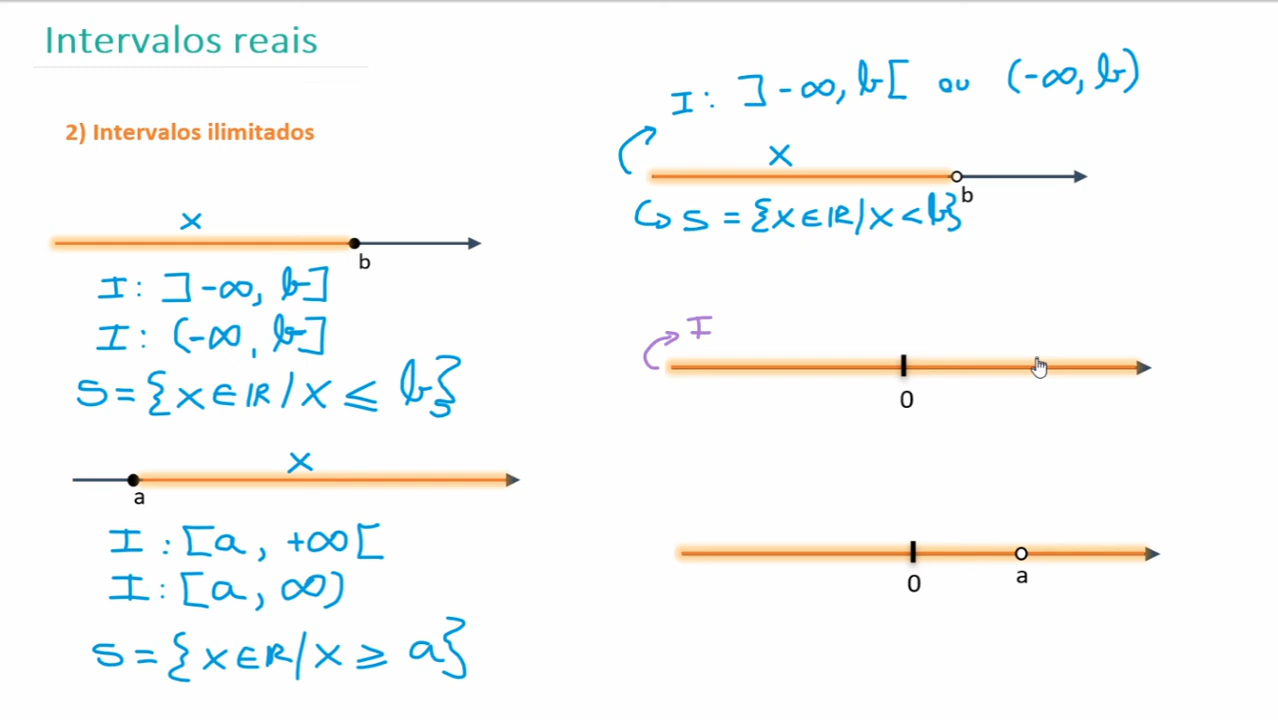 Intervalos reais
2) Intervalos ilimitados
x
b
I: ]-∞, b]
I: (-∞, b]
S = {x ∈ ℝ / x ≤ b}
x
a
I: [a, +∞[
I: [a, ∞)
S = {x ∈ ℝ / x ≥ a}
I: ]-∞, b[ ou (-∞, b)
x
b
S = {x ∈ ℝ / x < b}
I
0
0
a